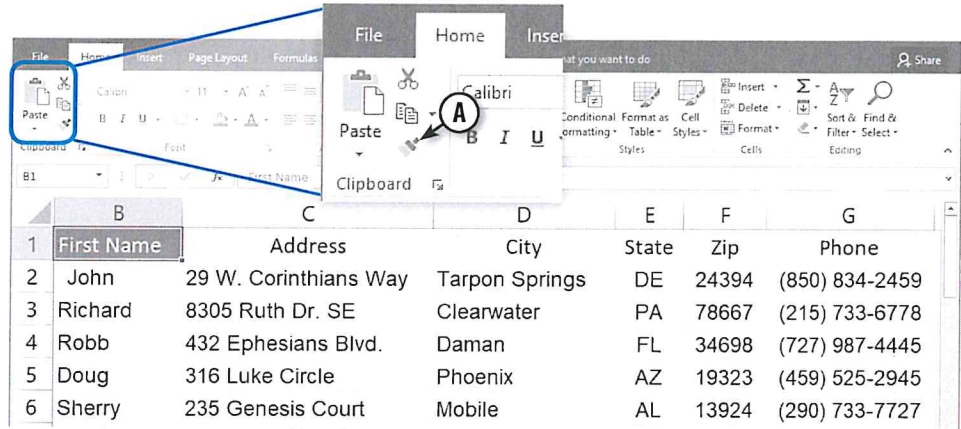 File Home Insert
File Home Insert Page Layout Formulas what you want to do Share
Paste
Calibri 11 A A
B I U A
Clipboard
Font
Paste
Calibri
B I U
A
Clipboard
Conditional Formatting Format as Table Cell Styles
Styles
Insert
Delete
Format
Cells
Σ A Z Sort & Filter Find & Select
Editing
B1 fx First Name
B C D E F G
1 First Name Address City State Zip Phone
2 John 29 W. Corinthians Way Tarpon Springs DE 24394 (850) 834-2459
3 Richard 8305 Ruth Dr. SE Clearwater PA 78667 (215) 733-6778
4 Robb 432 Ephesians Blvd. Daman FL 34698 (727) 987-4445
5 Doug 316 Luke Circle Phoenix AZ 19323 (459) 525-2945
6 Sherry 235 Genesis Court Mobile AL 13924 (290) 733-7727